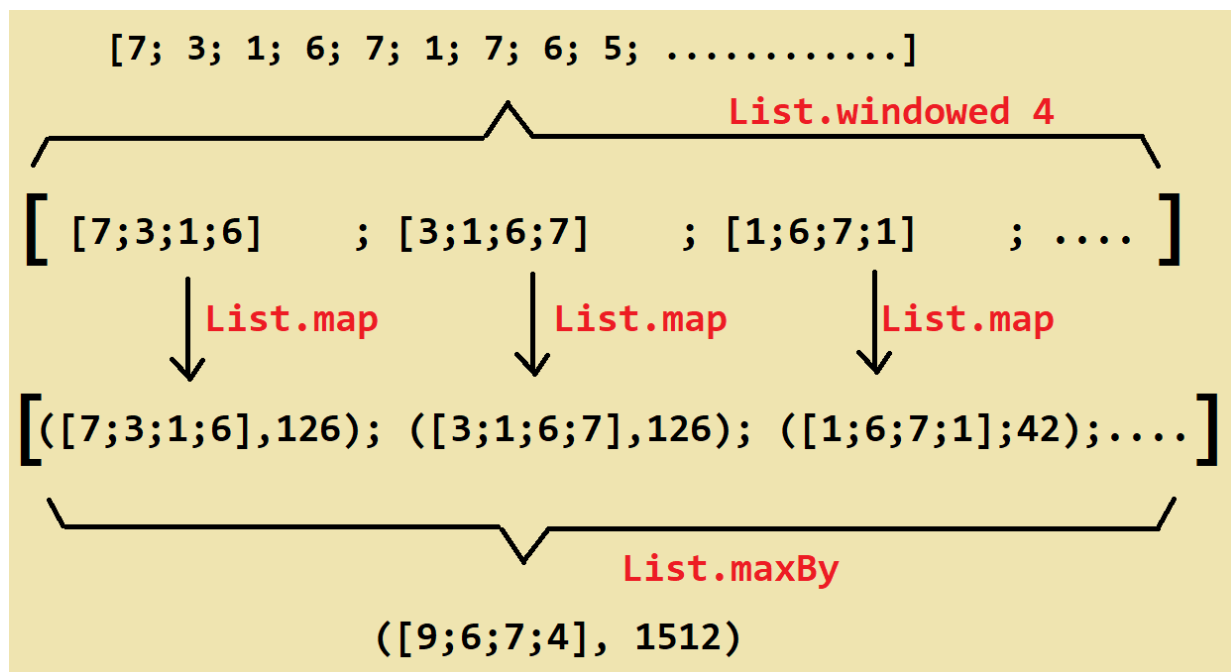 [7; 3; 1; 6; 7; 1; 7; 6; 5; ............]
List.windowed 4
[ [7;3;1;6] ; [3;1;6;7] ; [1;6;7;1] ; .... ]
List.map List.map List.map
[([7;3;1;6],126); ([3;1;6;7],126); ([1;6;7;1];42);....]
List.maxBy
([9;6;7;4], 1512)